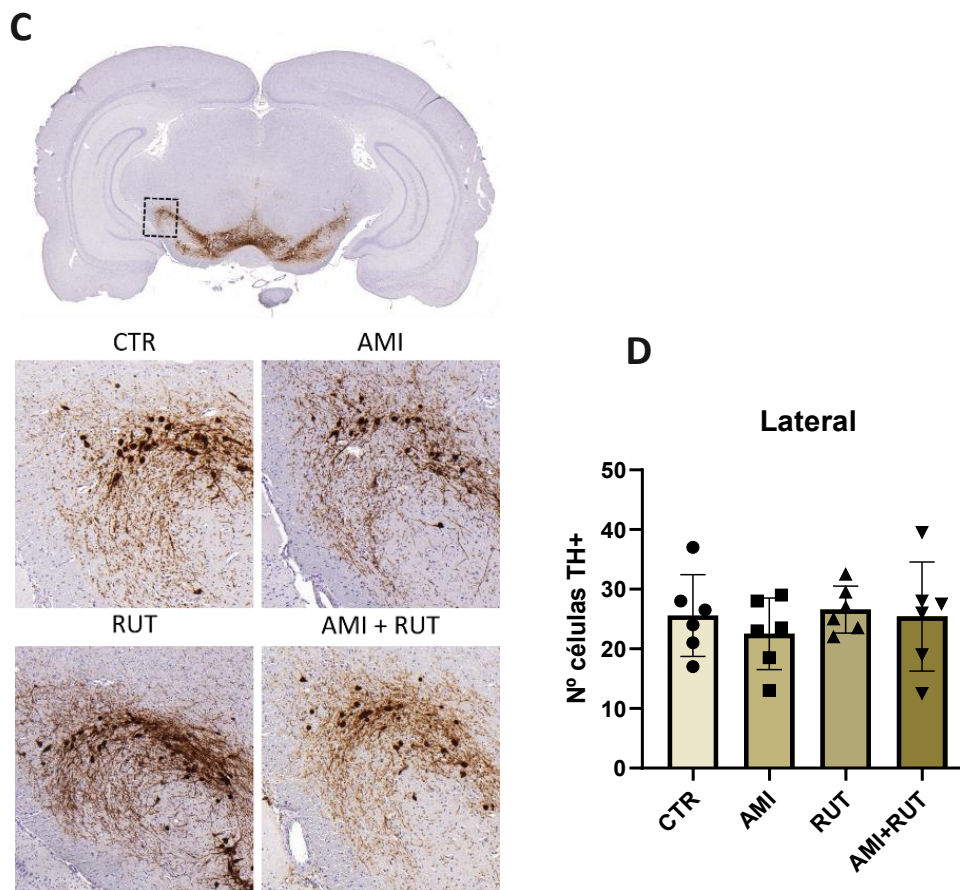 C
CTR AMI
RUT AMI + RUT
D
Lateral
Nº células TH+
50
40
30
20
10
0
CTR
AMI
RUT
AMI+RUT